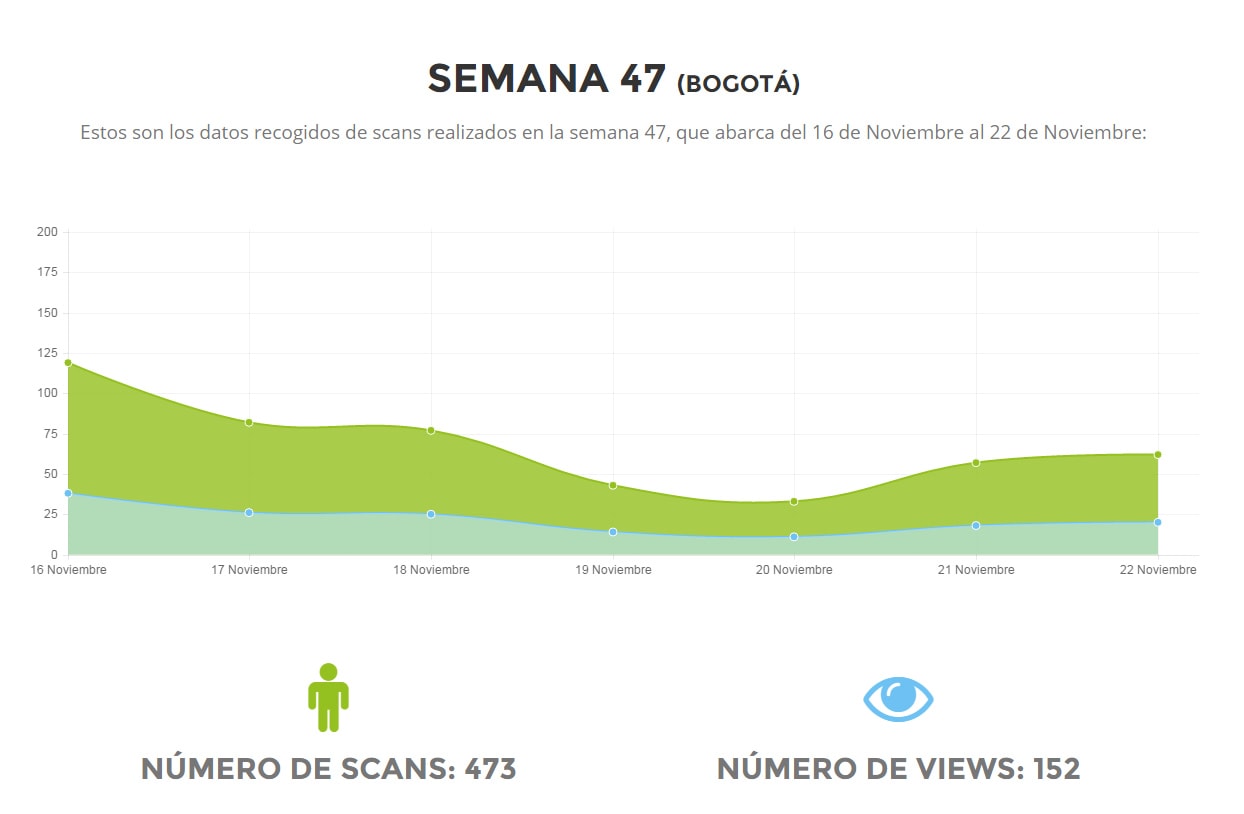 SEMANA 47 (BOGOTÁ)
Estos son los datos recogidos de scans realizados en la semana 47, que abarca del 16 de Noviembre al 22 de Noviembre:
200
175
150
125
100
75
50
25
0
16 Noviembre 17 Noviembre 18 Noviembre 19 Noviembre 20 Noviembre 21 Noviembre 22 Noviembre
NÚMERO DE SCANS: 473 NÚMERO DE VIEWS: 152